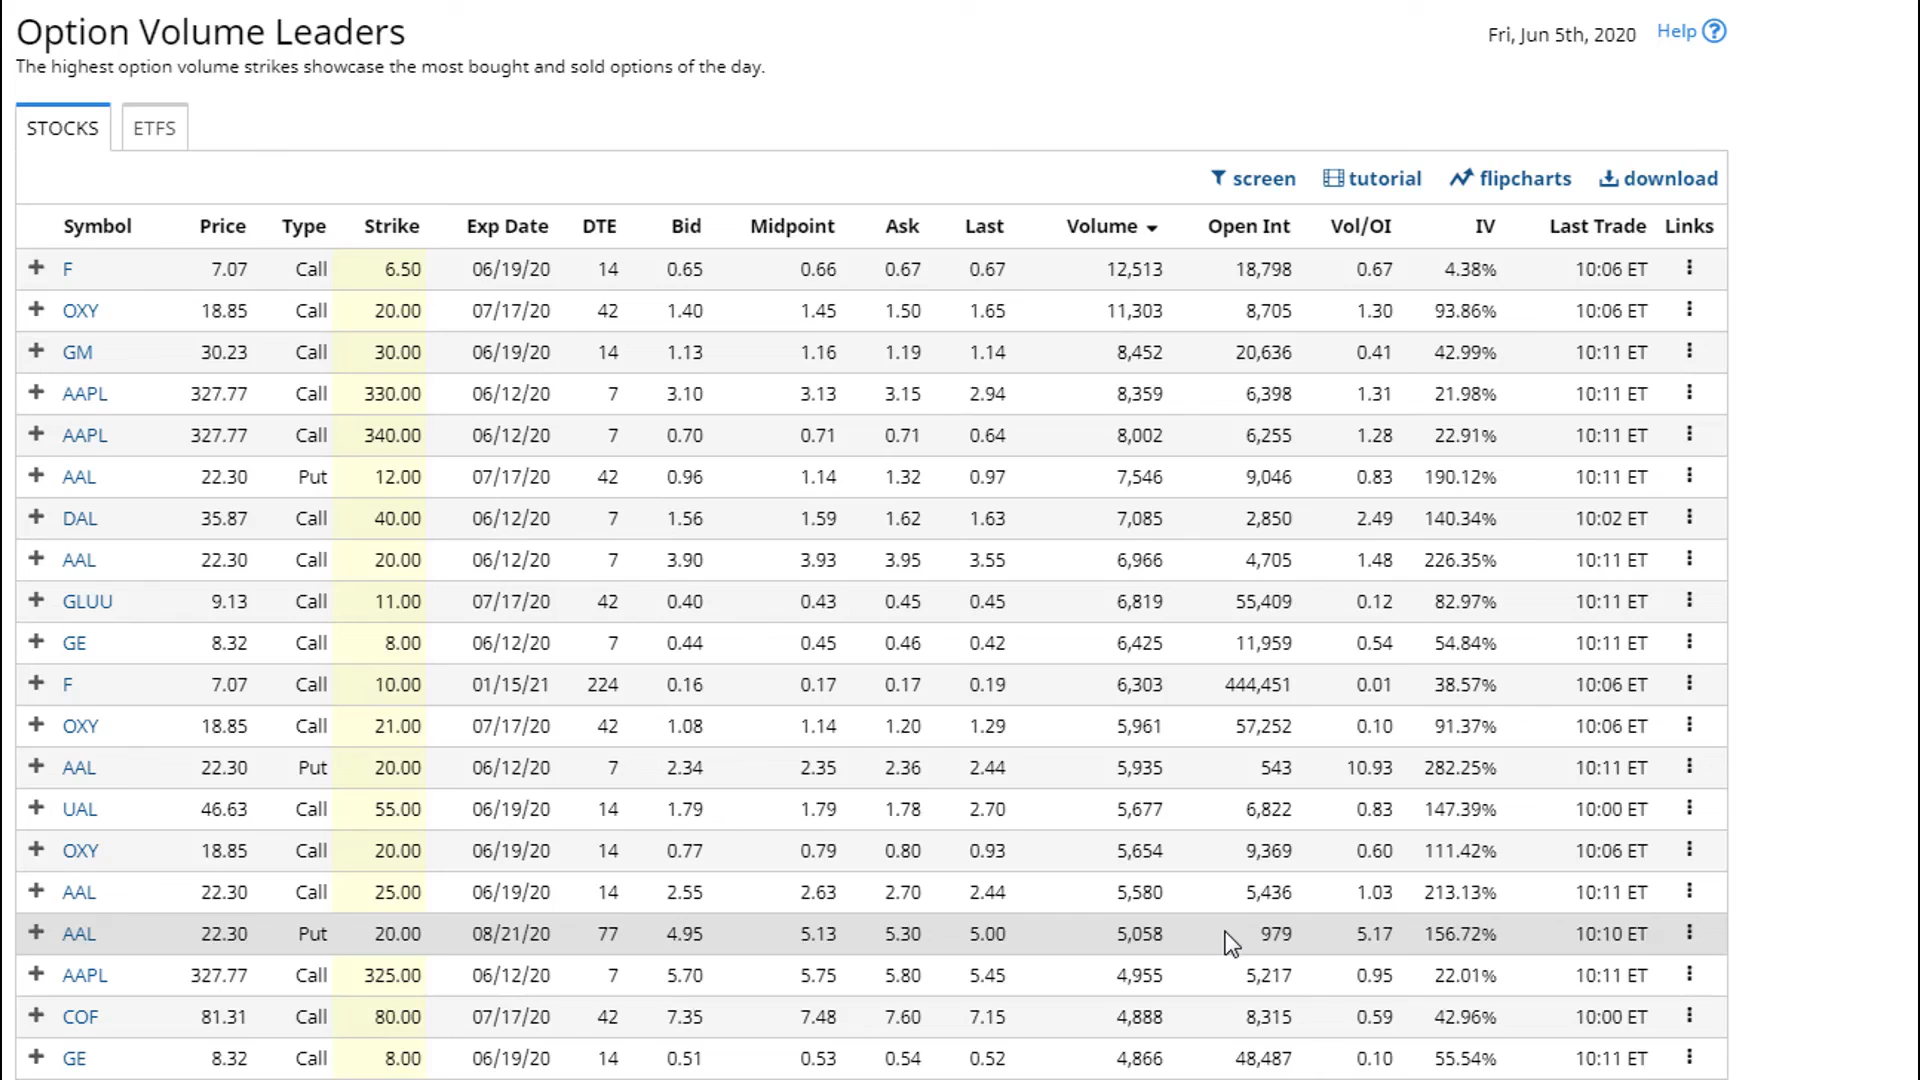 Option Volume Leaders
Fri, Jun 5th, 2020 Help ?
The highest option volume strikes showcase the most bought and sold options of the day.
STOCKS ETFS
screen tutorial flipcharts download
Symbol Price Type Strike Exp Date DTE Bid Midpoint Ask Last Volume Open Int Vol/OI IV Last Trade Links
+ F 7.07 Call 6.50 06/19/20 14 0.65 0.66 0.67 0.67 12,513 18,798 0.67 4.38% 10:06 ET
+ OXY 18.85 Call 20.00 07/17/20 42 1.40 1.45 1.50 1.65 11,303 8,705 1.30 93.86% 10:06 ET
+ GM 30.23 Call 30.00 06/19/20 14 1.13 1.16 1.19 1.14 8,452 20,636 0.41 42.99% 10:11 ET
+ AAPL 327.77 Call 330.00 06/12/20 7 3.10 3.13 3.15 2.94 8,359 6,398 1.31 21.98% 10:11 ET
+ AAPL 327.77 Call 340.00 06/12/20 7 0.70 0.71 0.71 0.64 8,002 6,255 1.28 22.91% 10:11 ET
+ AAL 22.30 Put 12.00 07/17/20 42 0.96 1.14 1.32 0.97 7,546 9,046 0.83 190.12% 10:11 ET
+ DAL 35.87 Call 40.00 06/12/20 7 1.56 1.59 1.62 1.63 7,085 2,850 2.49 140.34% 10:02 ET
+ AAL 22.30 Call 20.00 06/12/20 7 3.90 3.93 3.95 3.55 6,966 4,705 1.48 226.35% 10:11 ET
+ GLUU 9.13 Call 11.00 07/17/20 42 0.40 0.43 0.45 0.45 6,819 55,409 0.12 82.97% 10:11 ET
+ GE 8.32 Call 8.00 06/12/20 7 0.44 0.45 0.46 0.42 6,425 11,959 0.54 54.84% 10:11 ET
+ F 7.07 Call 10.00 01/15/21 224 0.16 0.17 0.17 0.19 6,303 444,451 0.01 38.57% 10:06 ET
+ OXY 18.85 Call 21.00 07/17/20 42 1.08 1.14 1.20 1.29 5,961 57,252 0.10 91.37% 10:06 ET
+ AAL 22.30 Put 20.00 06/12/20 7 2.34 2.35 2.36 2.44 5,935 543 10.93 282.25% 10:11 ET
+ UAL 46.63 Call 55.00 06/19/20 14 1.79 1.79 1.78 2.70 5,677 6,822 0.83 147.39% 10:00 ET
+ OXY 18.85 Call 20.00 06/19/20 14 0.77 0.79 0.80 0.93 5,654 9,369 0.60 111.42% 10:06 ET
+ AAL 22.30 Call 25.00 06/19/20 14 2.55 2.63 2.70 2.44 5,580 5,436 1.03 213.13% 10:11 ET
+ AAL 22.30 Put 20.00 08/21/20 77 4.95 5.13 5.30 5.00 5,058 979 5.17 156.72% 10:10 ET
+ AAPL 327.77 Call 325.00 06/12/20 7 5.70 5.75 5.80 5.45 4,955 5,217 0.95 22.01% 10:11 ET
+ COF 81.31 Call 80.00 07/17/20 42 7.35 7.48 7.60 7.15 4,888 8,315 0.59 42.96% 10:00 ET
+ GE 8.32 Call 8.00 06/19/20 14 0.51 0.53 0.54 0.52 4,866 48,487 0.10 55.54% 10:11 ET